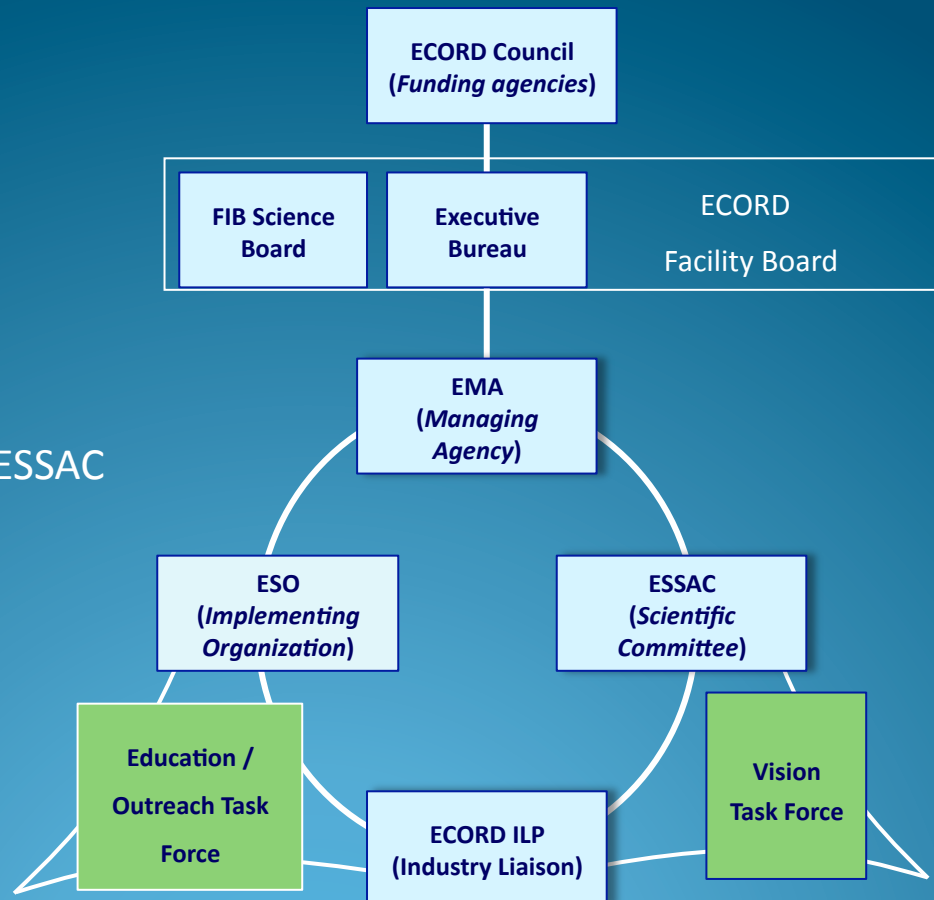 ECORD Council
(Funding agencies)
FIB Science
Board
Executive
Bureau
ECORD
Facility Board
EMA
(Managing
Agency)
ESSAC
ESO
(Implementing
Organization)
ESSAC
(Scientific
Committee)
Education /
Outreach Task
Force
Vision
Task Force
ECORD ILP
(Industry Liaison)